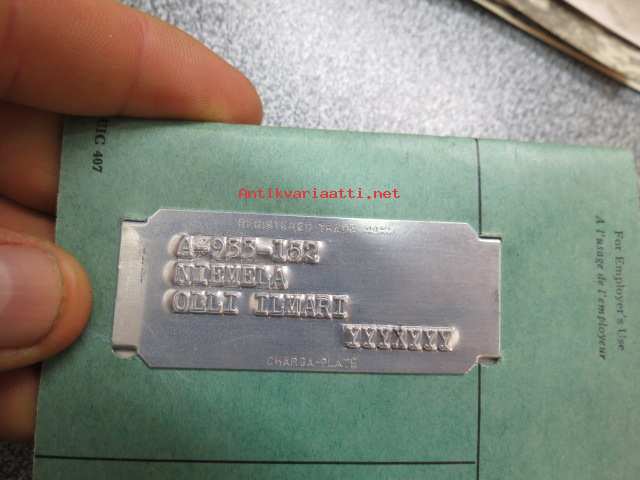 UIC 407
Antikvariaatti.net
REGISTERED TRADE MARK
A-933-162
NIEMELA
OLLI ILMARI
YYYYYYY
CHARGA-PLATE
For Employer's Use
A l'usage de l'employeur